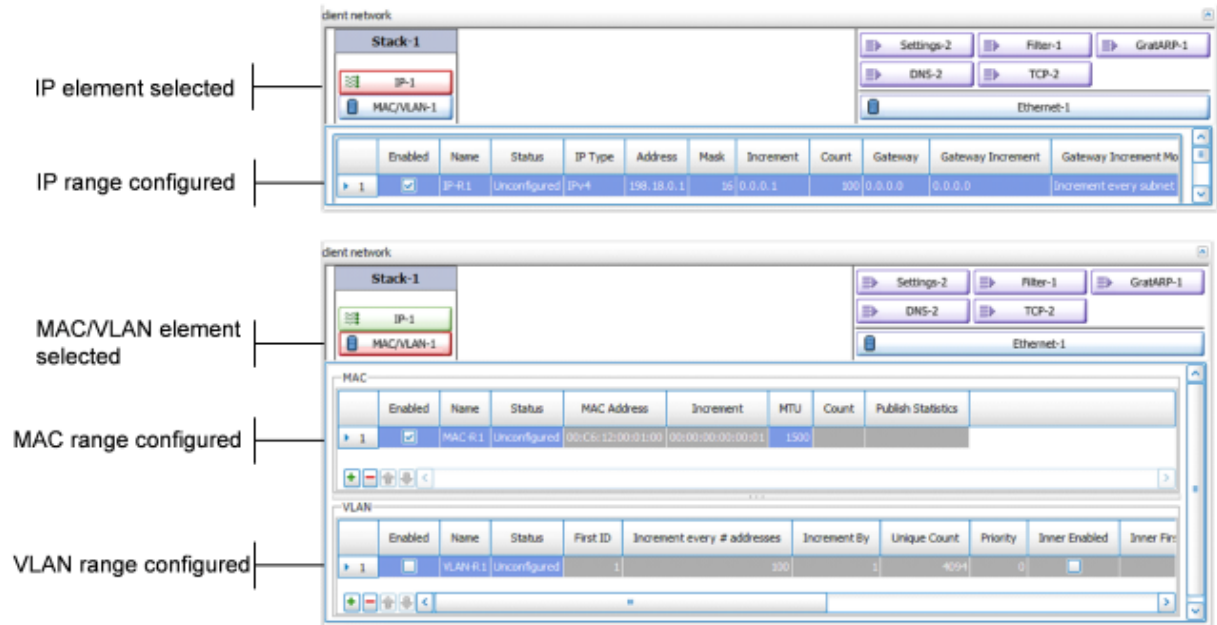 client network
Stack-1
Settings-2 Filter-1 GratARP-1
IP element selected
IP-1
DNS-2 TCP-2
MAC/VLAN-1
Ethernet-1
Enabled Name Status IP Type Address Mask Increment Count Gateway Gateway Increment Gateway Increment Mo
IP range configured
1 IP-R1 Unconfigured IPv4 198.18.0.1 16 0.0.0.1 100 0.0.0.0 0.0.0.0 Increment every subnet
client network
Stack-1
Settings-2 Filter-1 GratARP-1
IP-1
DNS-2 TCP-2
MAC/VLAN element
selected
MAC/VLAN-1
Ethernet-1
MAC
Enabled Name Status MAC Address Increment MTU Count Publish Statistics
MAC range configured
1 MAC-R1 Unconfigured 00:C6:12:00:01:00 00:00:00:00:00:01 1500
VLAN
Enabled Name Status First ID Increment every # addresses Increment By Unique Count Priority Inner Enabled Inner Firs
VLAN range configured
1 VLAN-R1 Unconfigured 1 100 1 4094 0